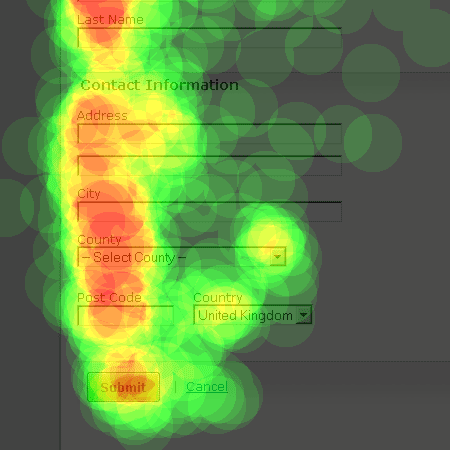 Last Name
Contact Information
Address
City
County
-- Select County --
Post Code Country
United Kingdom
Submit | Cancel